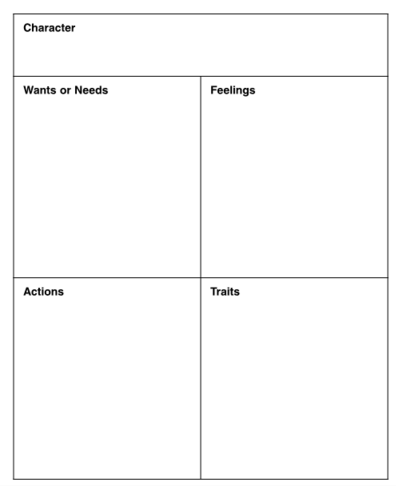 Character
Wants or Needs
Feelings
Actions
Traits